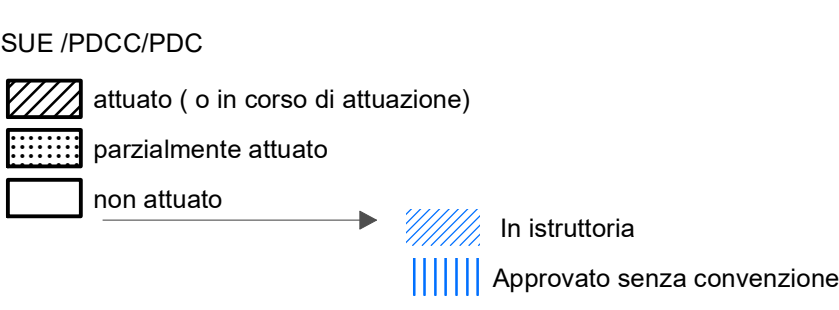 SUE /PDCC/PDC
attuato ( o in corso di attuazione)
parzialmente attuato
non attuato
In istruttoria
Approvato senza convenzione